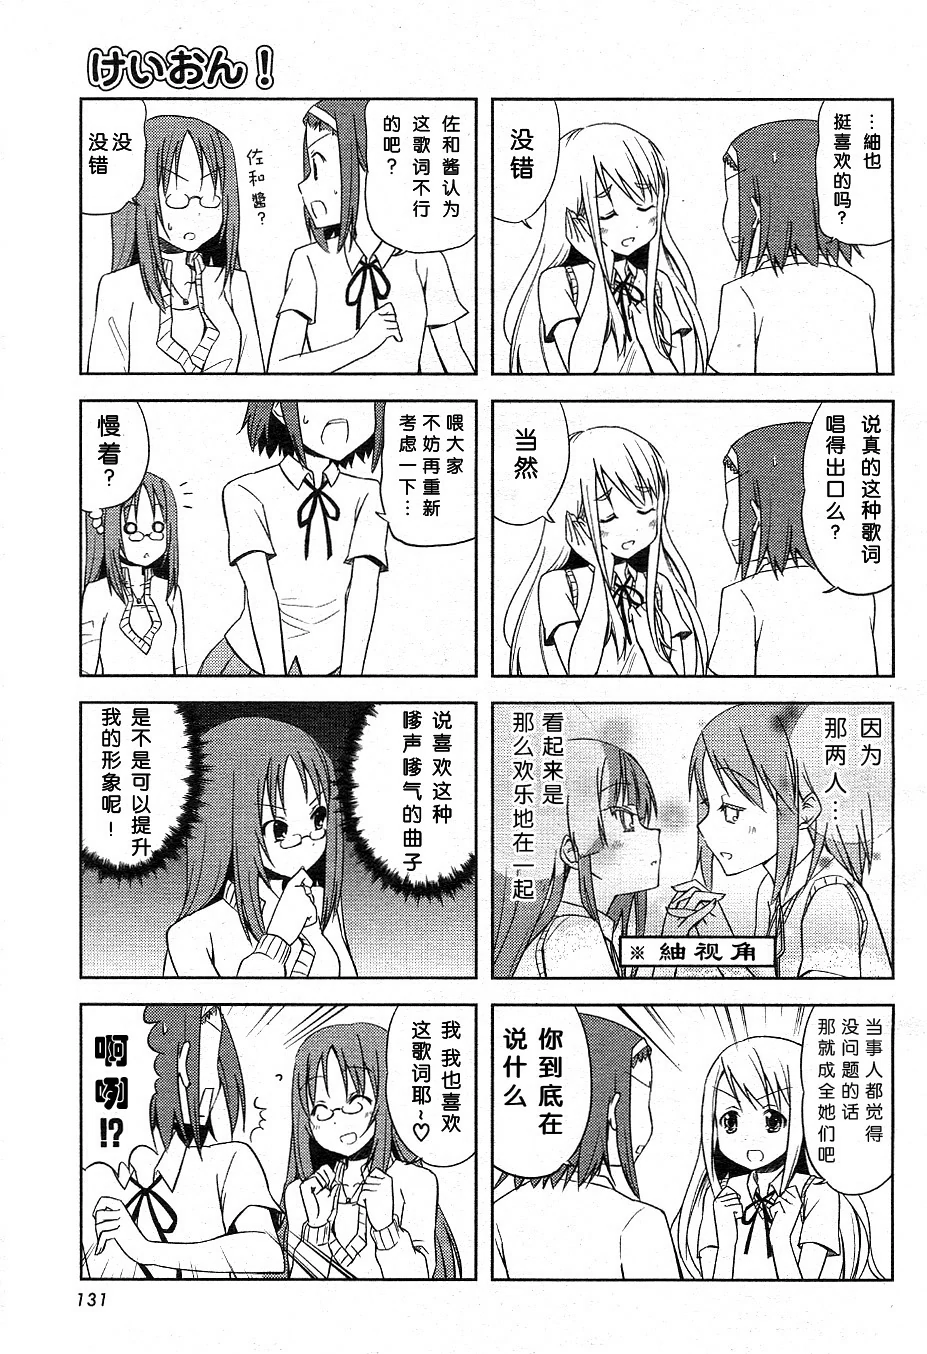 けいおん！
…紬也
挺喜欢的吗？
没错
说真的这种歌词
唱得出口么？
当然
因为
那两人…
看起来是
那么欢乐地在一起
※紬视角
当事人都觉得
没问题的话
那就成全她们吧
你到底在
说什么
佐和酱认为
这歌词不行
的吧？
佐和醬？
没
没错
喂大家
不妨再重新
考虑一下…
慢着？
说喜欢这种
嗲声嗲气的曲子
是不是可以提升
我的形象呢！
我 我也喜欢
这歌词耶～♡
啊咧!?
131